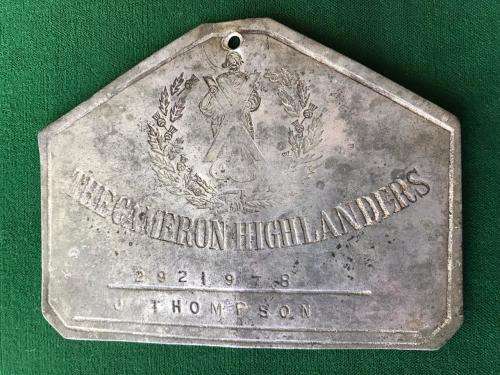 THE CAMERON HIGHLANDERS
2921978
J THOMPSON